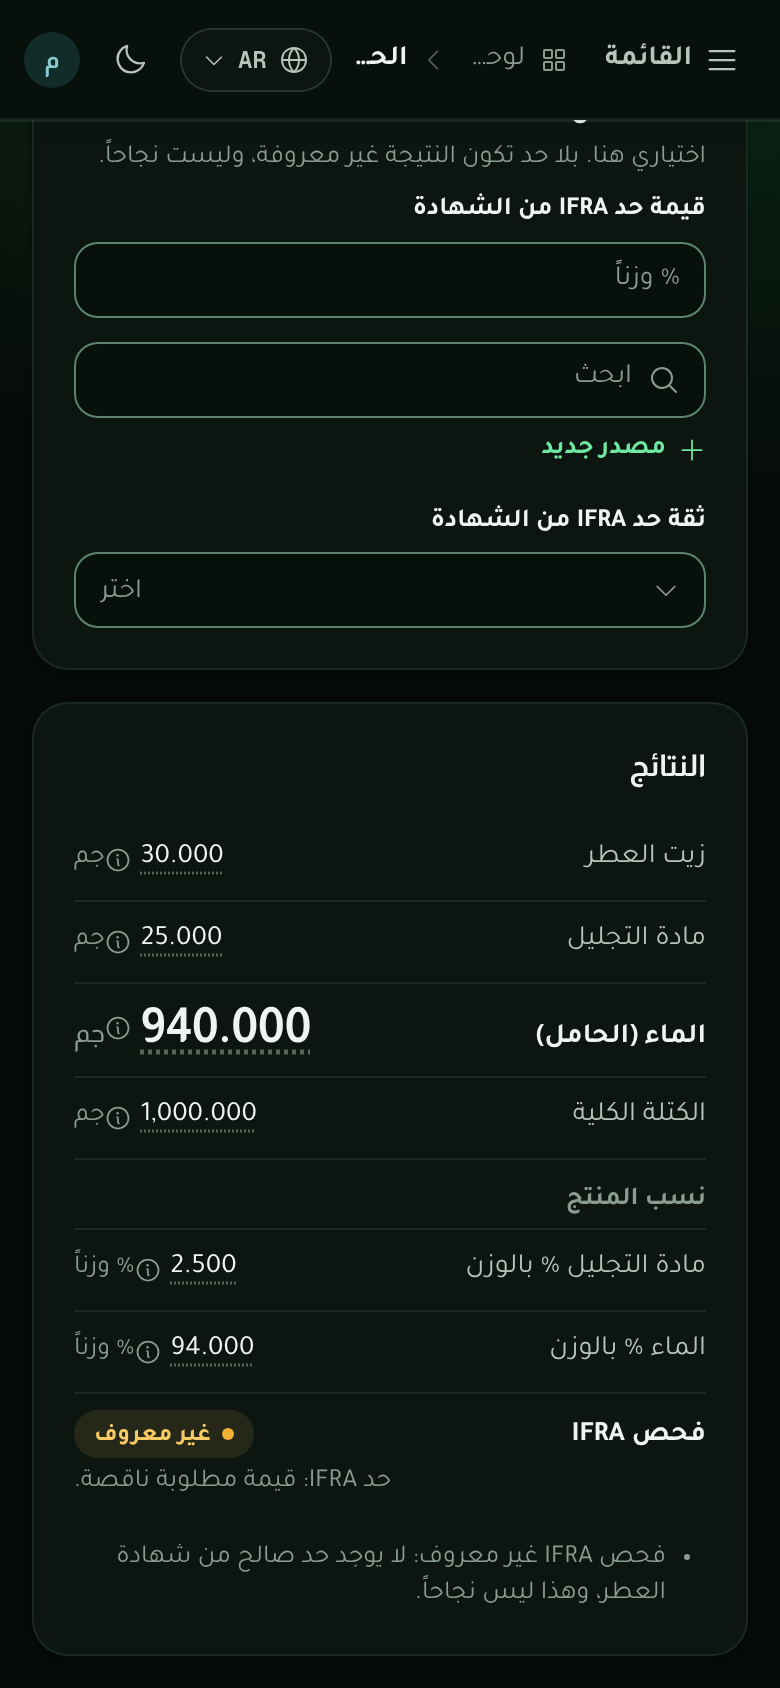 القائمة
لوحـ...
الحـ...
AR
م
اختياري هنا. بلا حد تكون النتيجة غير معروفة، وليست نجاحاً.
قيمة حد IFRA من الشهادة
% وزناً
ابحث
مصدر جديد
ثقة حد IFRA من الشهادة
اختر
النتائج
زيت العطر 30.000 جم
مادة التجليل 25.000 جم
الماء (الحامل) 940.000 جم
الكتلة الكلية 1,000.000 جم
نسب المنتج
مادة التجليل % بالوزن 2.500 % وزناً
الماء % بالوزن 94.000 % وزناً
فحص IFRA غير معروف
حد IFRA: قيمة مطلوبة ناقصة.
• فحص IFRA غير معروف: لا يوجد حد صالح من شهادة
العطر، وهذا ليس نجاحاً.